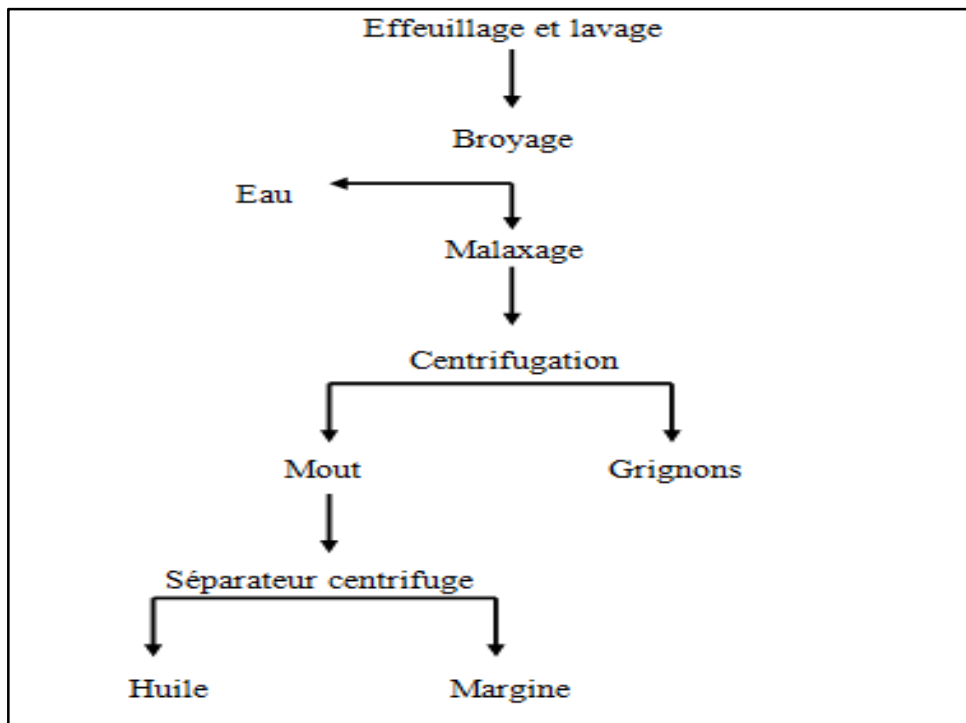 Effeuillage et lavage
Broyage
Eau
Malaxage
Centrifugation
Mout
Grignons
Séparateur centrifuge
Huile
Margine